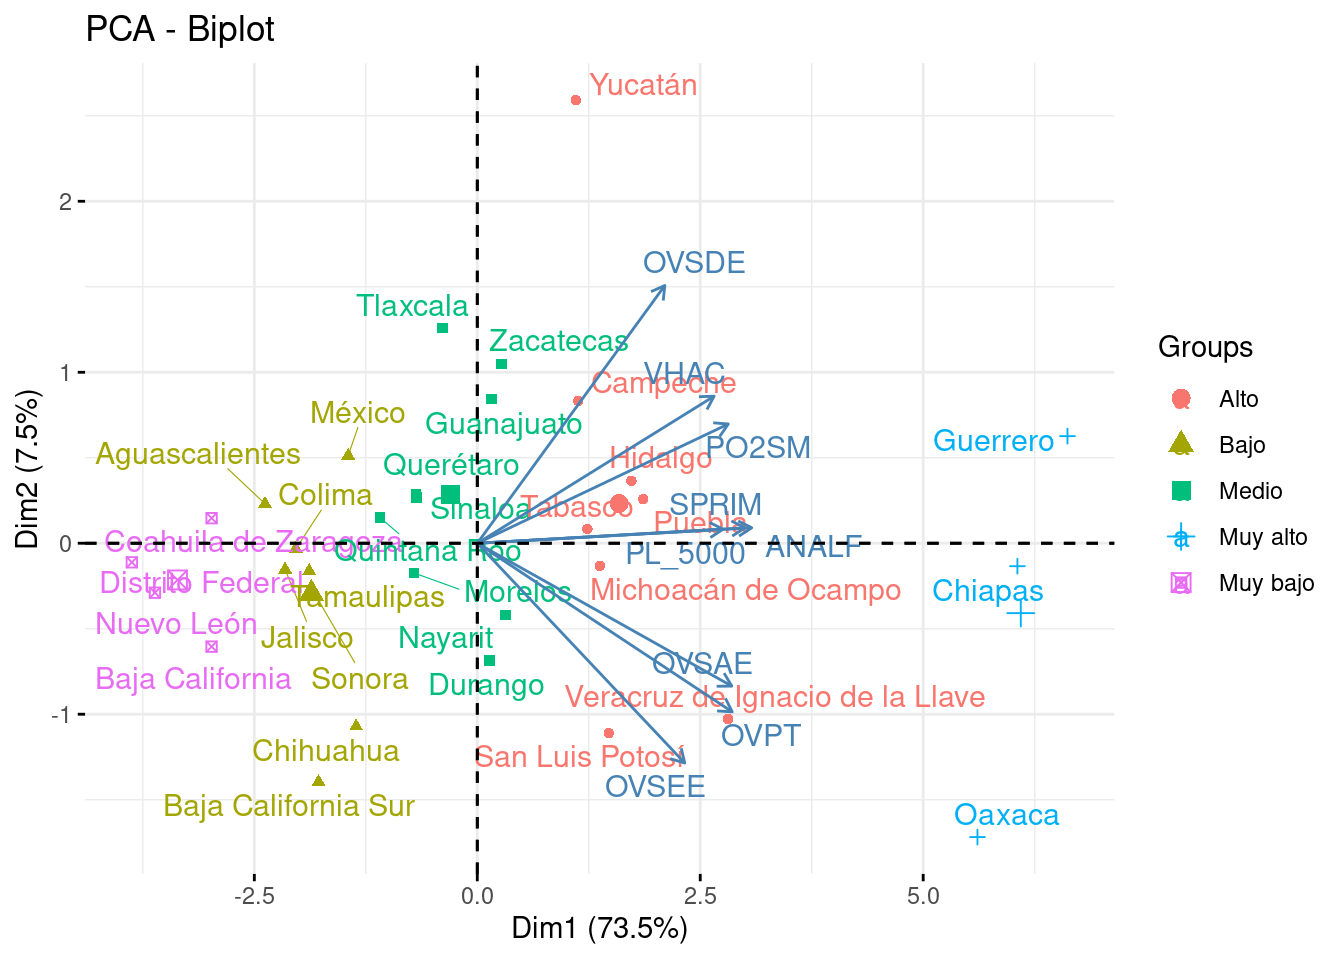 PCA - Biplot
Yucatán
OVSDE
Tlaxcala
Zacatecas
VHAC
Campeche
México
Guanajuato
Guerrero
Aguascalientes
PO2SM
Querétaro
Hidalgo
Colima
Sinaloa
Tabasco
SPRIM
Puebla
Coahuila de Zaragoza
Quintana Roo
PL_5000
ANALF
Distrito Federal
Tamaulipas
Morelos
Michoacán de Ocampo
Chiapas
Nuevo León
Jalisco
Nayarit
OVSAE
Baja California
Sonora
Durango
Veracruz de Ignacio de la Llave
OVPT
Chihuahua
San Luis Potosí
OVSEE
Baja California Sur
Oaxaca
2
1
0
-1
Dim2 (7.5%)
-2.5
0.0
2.5
5.0
Dim1 (73.5%)
Groups
Alto
Bajo
Medio
Muy alto
Muy bajo